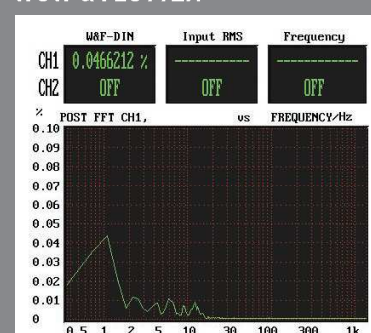 W&F-DIN Input RMS Frequency
CH1 0.0466212 % ------------ ------------
CH2 OFF OFF OFF
% POST FFT CH1, vs FREQUENCY/Hz
0.10
0.09
0.08
0.07
0.06
0.05
0.04
0.03
0.02
0.01
0
0.5 1 2 5 10 30 100 300 1k